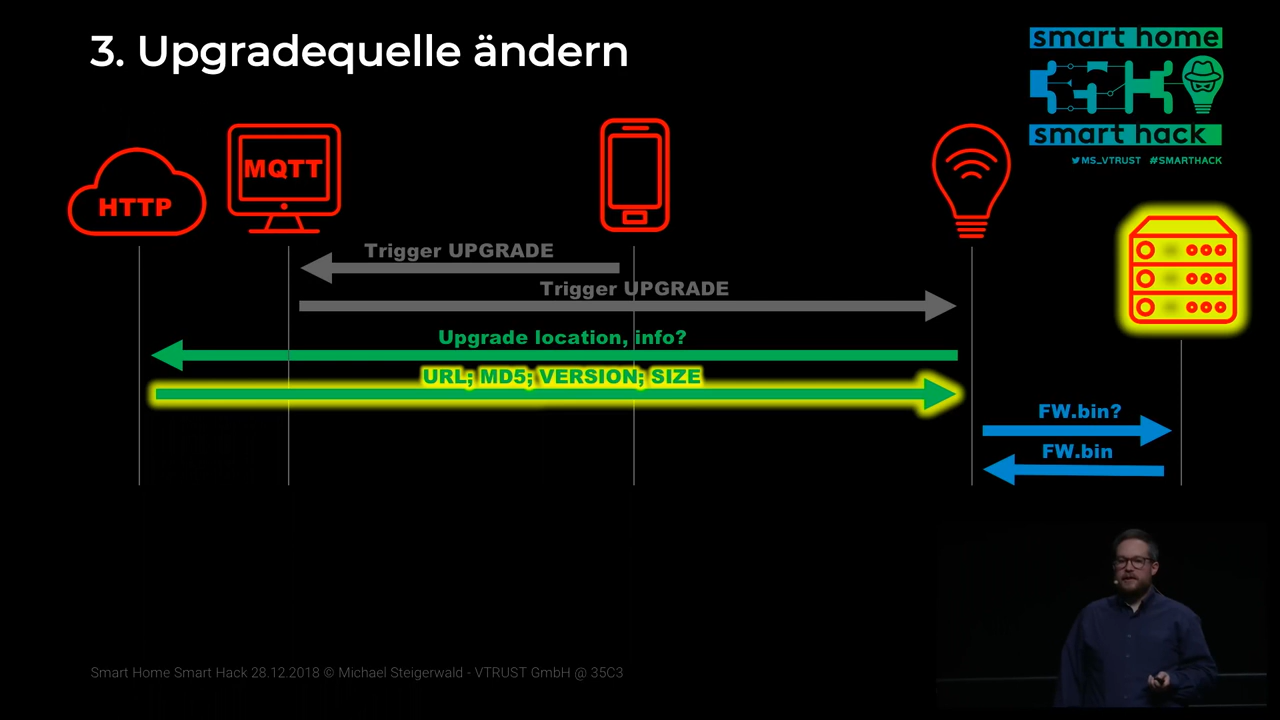 3. Upgradequelle ändern
smart home
smart hack
MS_VTRUST #SMARTHACK
HTTP
MQTT
Trigger UPGRADE
Trigger UPGRADE
Upgrade location, info?
URL; MD5; VERSION; SIZE
FW.bin?
FW.bin
Smart Home Smart Hack 28.12.2018 © Michael Steigerwald - VTRUST GmbH @ 35C3